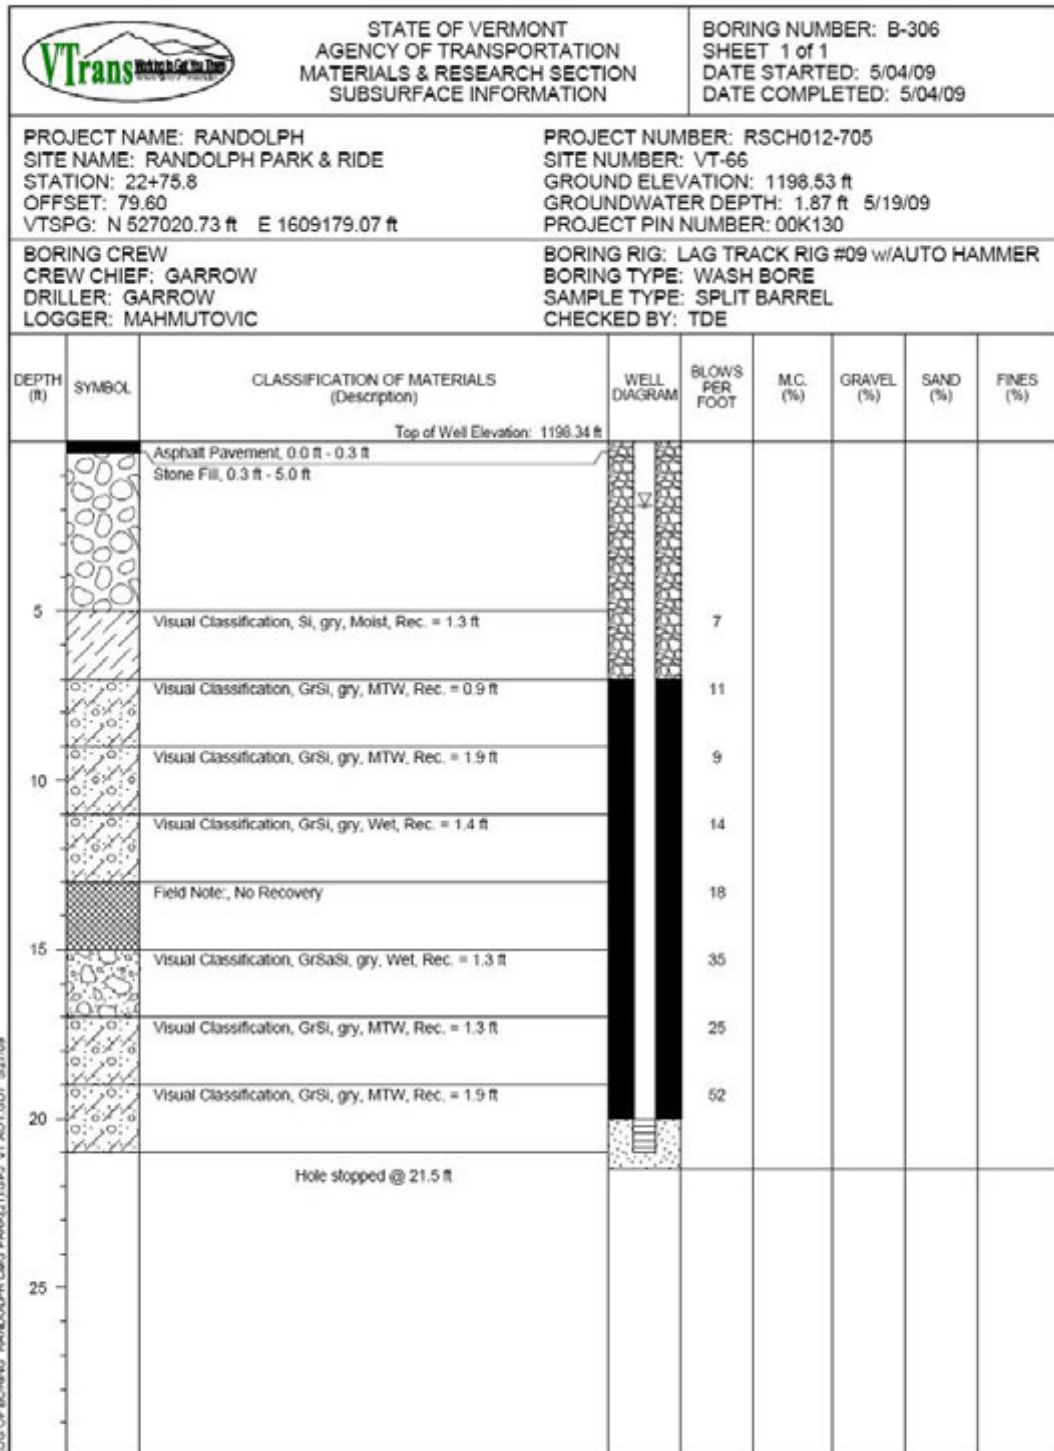 VTrans Working to Get You There
STATE OF VERMONT
AGENCY OF TRANSPORTATION
MATERIALS & RESEARCH SECTION
SUBSURFACE INFORMATION
BORING NUMBER: B-306
SHEET 1 of 1
DATE STARTED: 5/04/09
DATE COMPLETED: 5/04/09
PROJECT NAME: RANDOLPH
SITE NAME: RANDOLPH PARK & RIDE
STATION: 22+75.8
OFFSET: 79.60
VTSPG: N 527020.73 ft E 1609179.07 ft
PROJECT NUMBER: RSCH012-705
SITE NUMBER: VT-66
GROUND ELEVATION: 1198.53 ft
GROUNDWATER DEPTH: 1.87 ft 5/19/09
PROJECT PIN NUMBER: 00K130
BORING CREW
CREW CHIEF: GARROW
DRILLER: GARROW
LOGGER: MAHMUTOVIC
BORING RIG: LAG TRACK RIG #09 w/AUTO HAMMER
BORING TYPE: WASH BORE
SAMPLE TYPE: SPLIT BARREL
CHECKED BY: TDE
DEPTH (ft)
SYMBOL
CLASSIFICATION OF MATERIALS
(Description)
WELL DIAGRAM
BLOWS PER FOOT
M.C. (%)
GRAVEL (%)
SAND (%)
FINES (%)
Top of Well Elevation: 1198.34 ft
Asphalt Pavement, 0.0 ft - 0.3 ft
Stone Fill, 0.3 ft - 5.0 ft
5
Visual Classification, Si, gry, Moist, Rec. = 1.3 ft 7
Visual Classification, GrSi, gry, MTW, Rec. = 0.9 ft 11
Visual Classification, GrSi, gry, MTW, Rec. = 1.9 ft 9
10
Visual Classification, GrSi, gry, Wet, Rec. = 1.4 ft 14
Field Note:, No Recovery 18
15
Visual Classification, GrSaSi, gry, Wet, Rec. = 1.3 ft 35
Visual Classification, GrSi, gry, MTW, Rec. = 1.3 ft 25
Visual Classification, GrSi, gry, MTW, Rec. = 1.9 ft 52
20
Hole stopped @ 21.5 ft
25